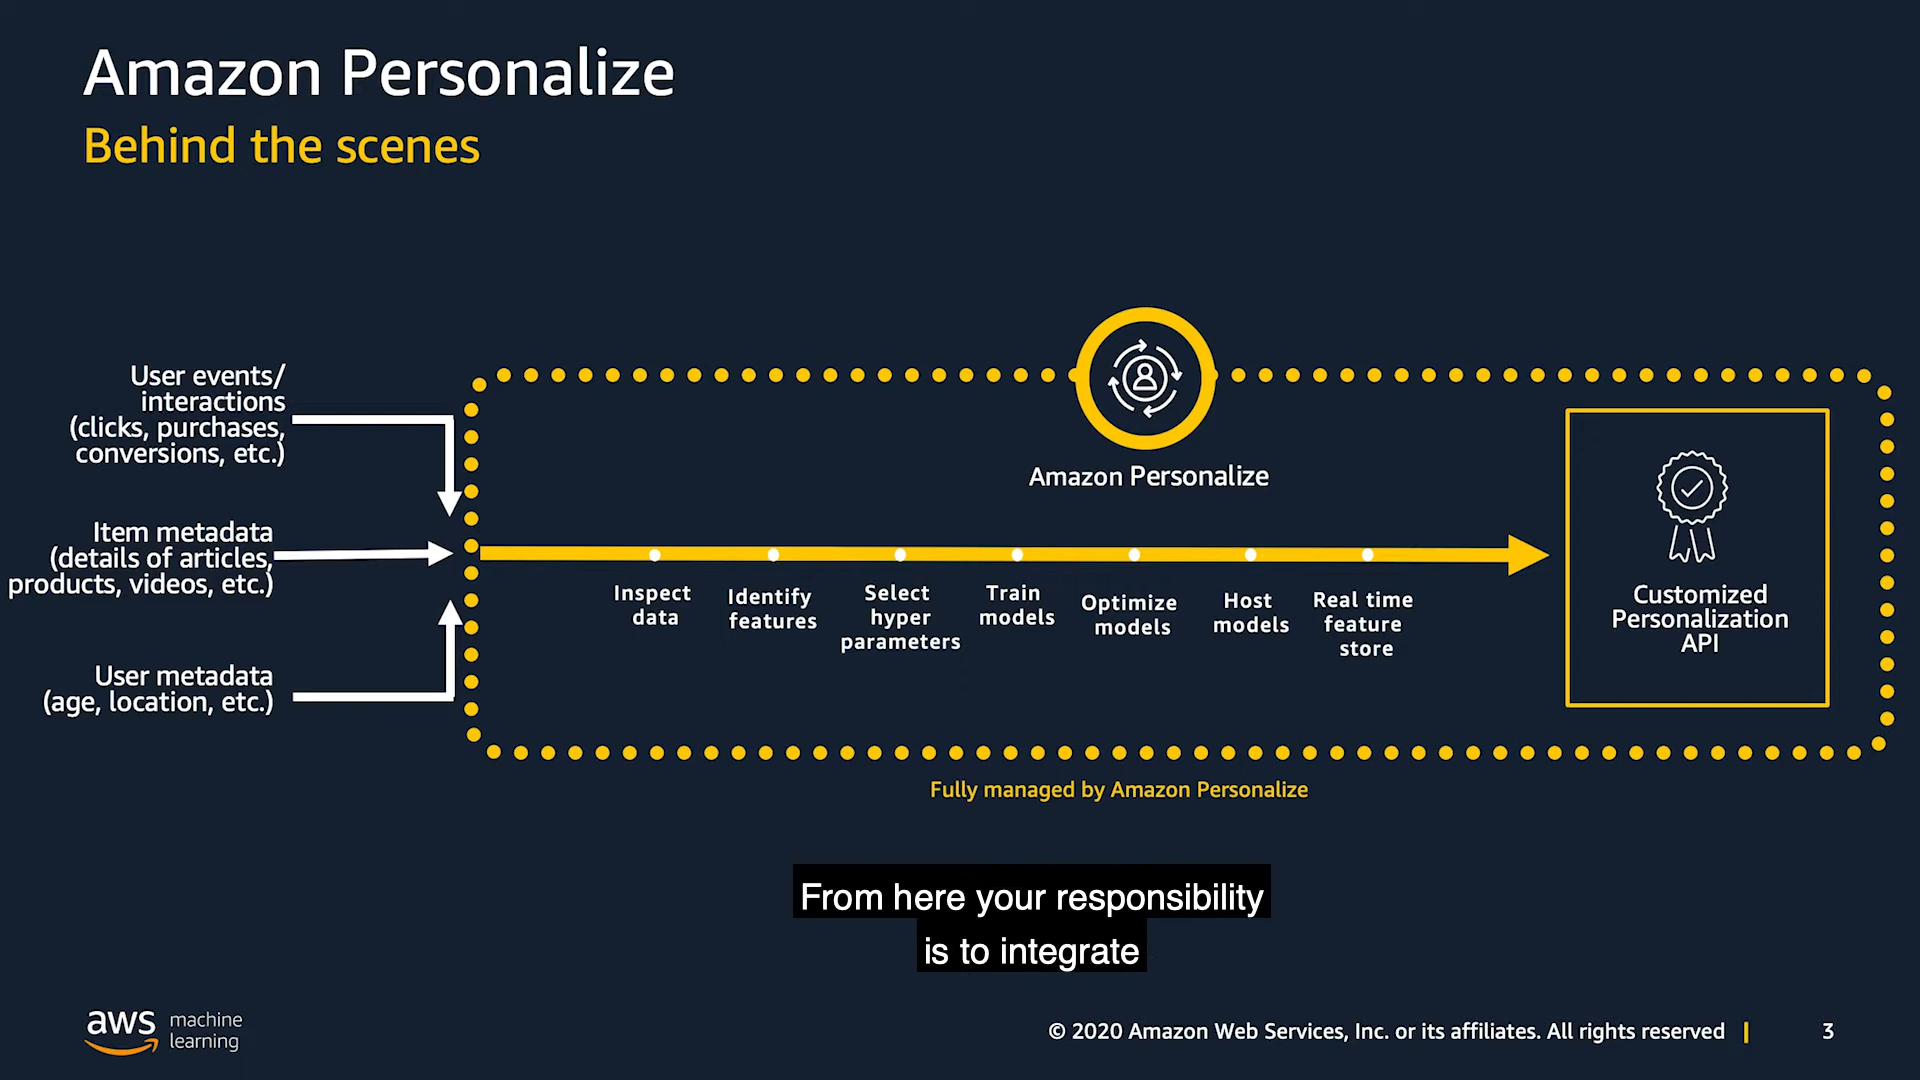 Amazon Personalize
Behind the scenes
User events/
interactions
(clicks, purchases,
conversions, etc.)
Item metadata
(details of articles,
products, videos, etc.)
User metadata
(age, location, etc.)
Amazon Personalize
Inspect
data
Identify
features
Select
hyper
parameters
Train
models
Optimize
models
Host
models
Real time
feature
store
Customized
Personalization
API
Fully managed by Amazon Personalize
From here your responsibility
is to integrate
aws machine
learning
© 2020 Amazon Web Services, Inc. or its affiliates. All rights reserved | 3